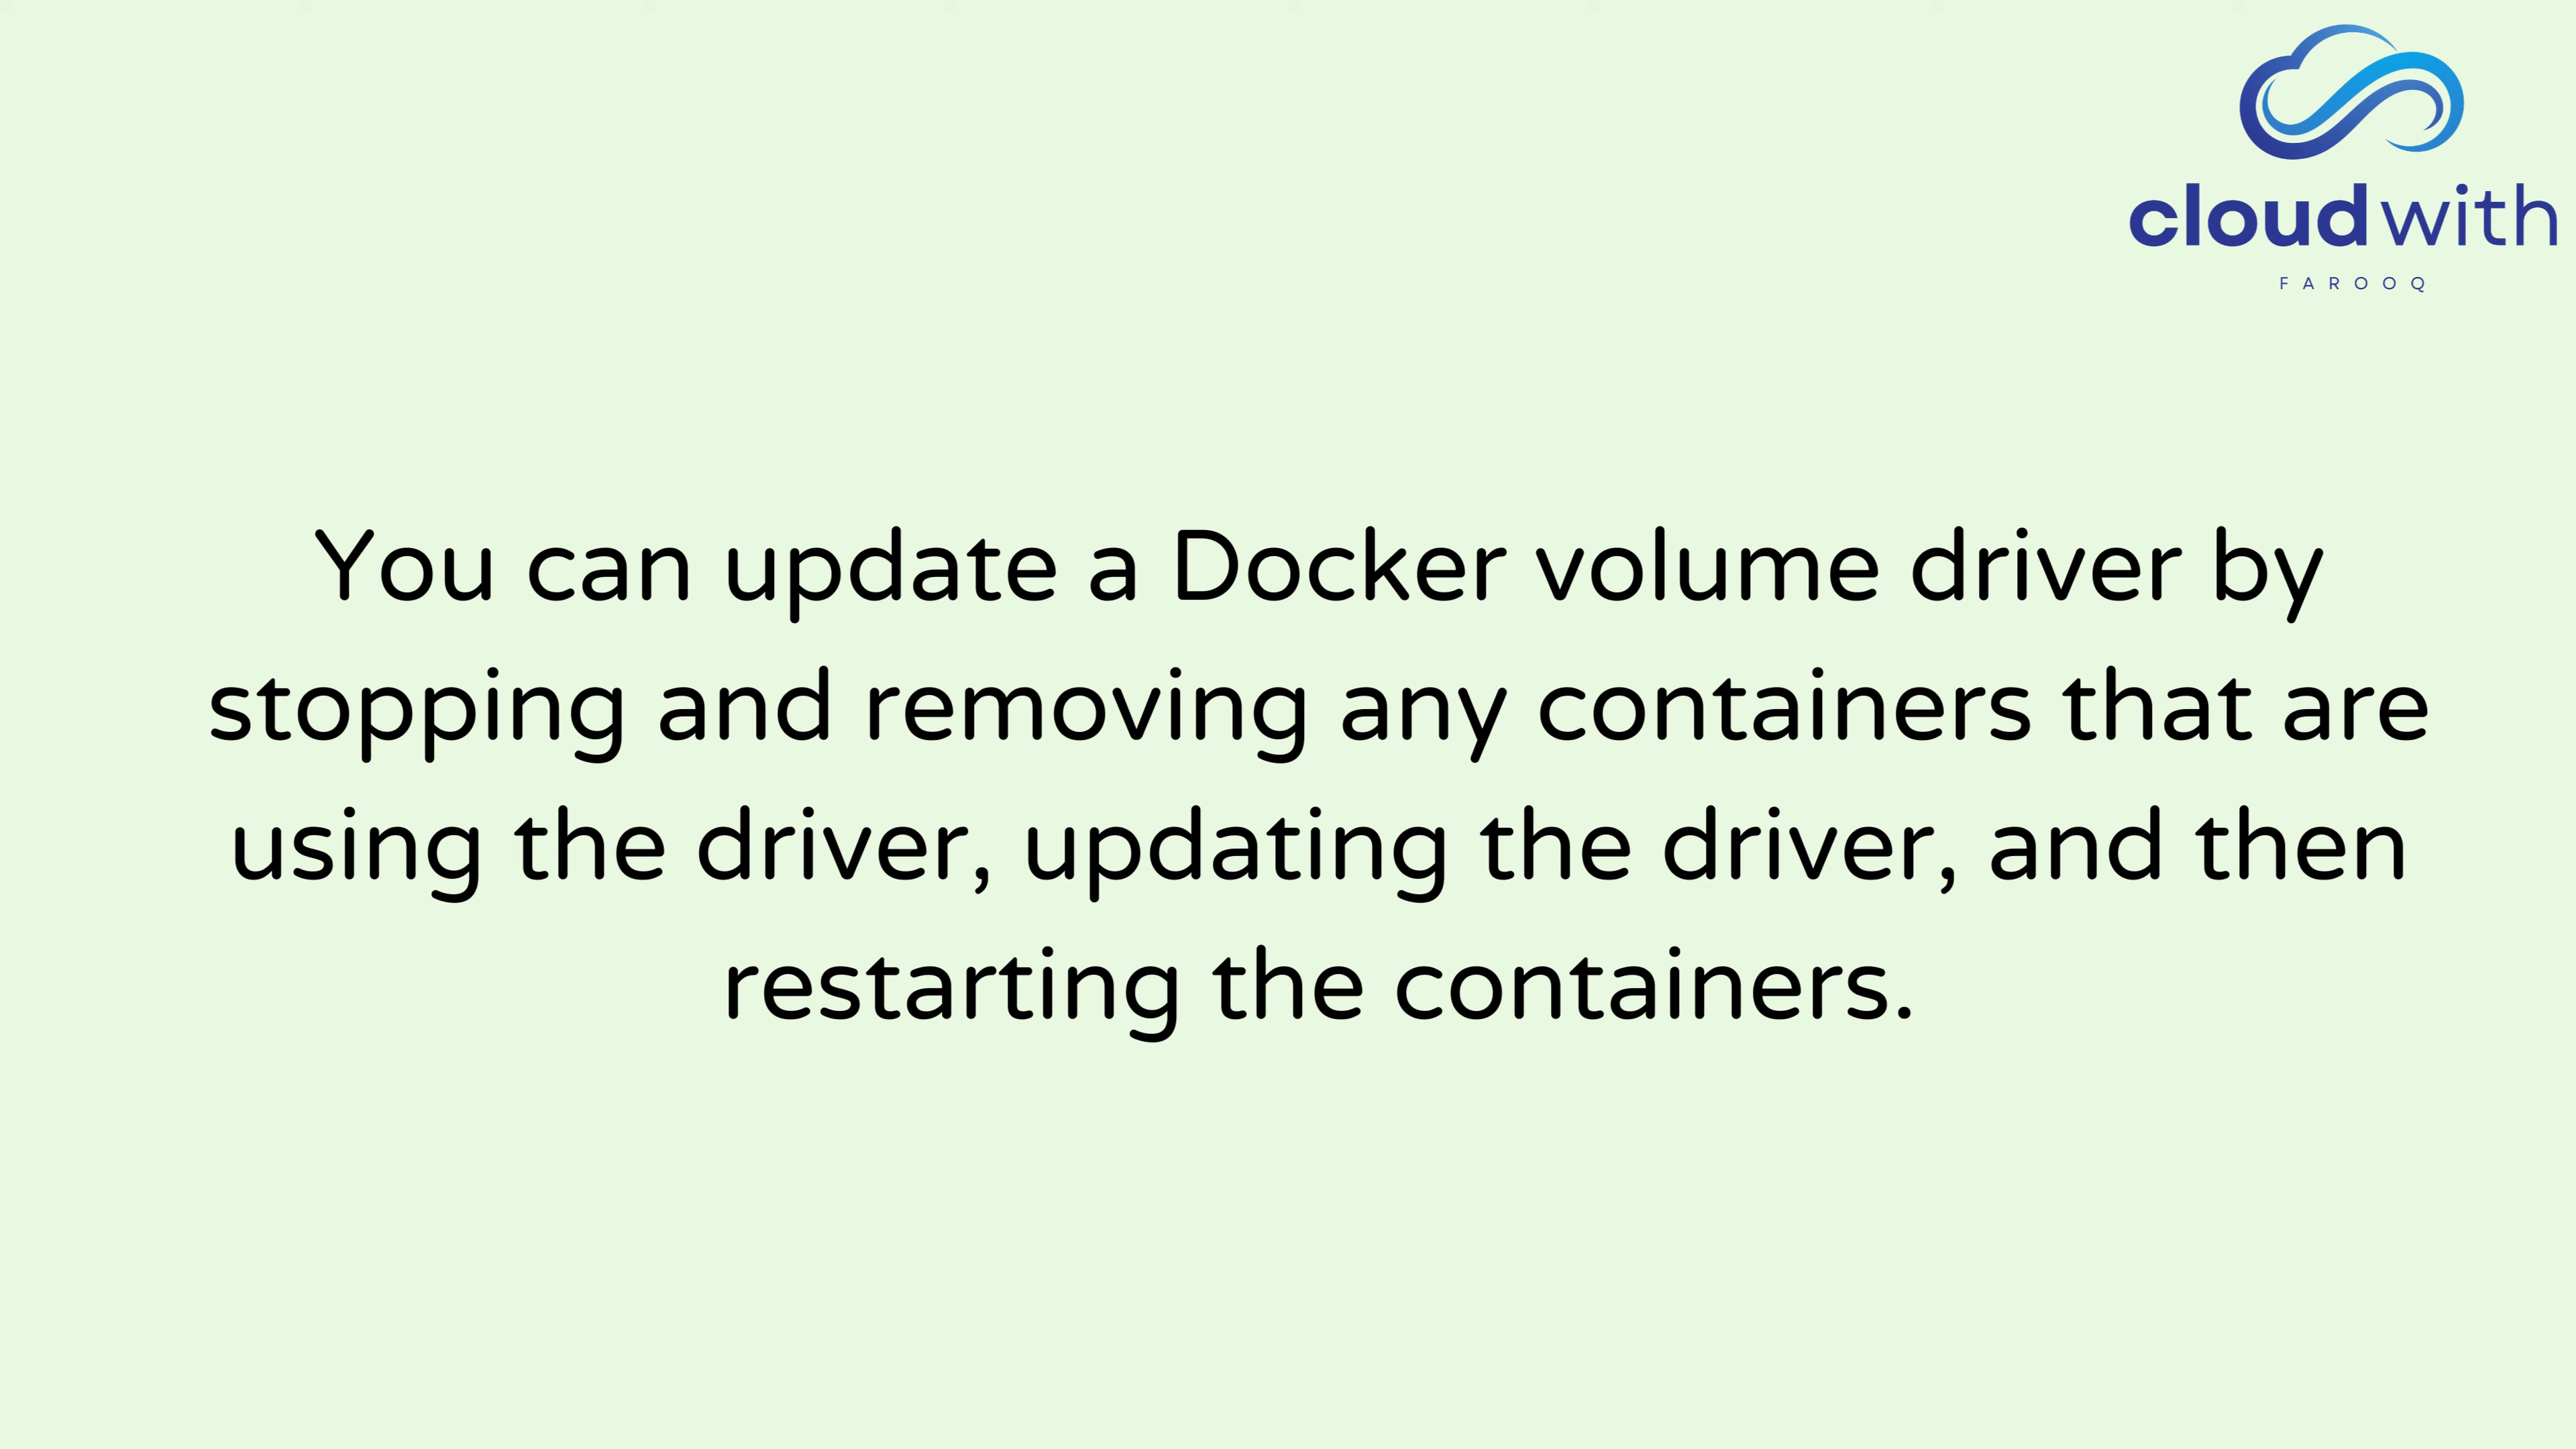 cloudwith
FAROOQ
You can update a Docker volume driver by
stopping and removing any containers that are
using the driver, updating the driver, and then
restarting the containers.